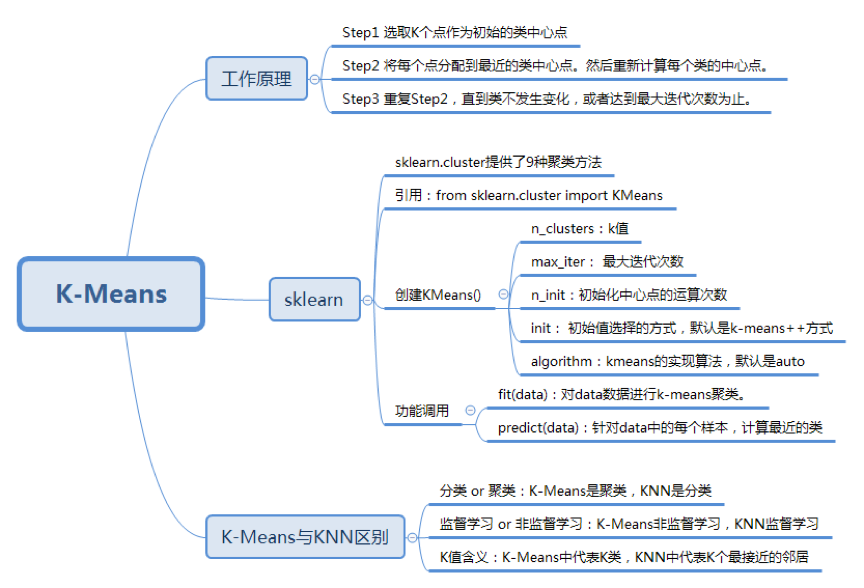 K-Means
工作原理
Step1 选取K个点作为初始的类中心点
Step2 将每个点分配到最近的类中心点。然后重新计算每个类的中心点。
Step3 重复Step2，直到类不发生变化，或者达到最大迭代次数为止。
sklearn
sklearn.cluster提供了9种聚类方法
引用：from sklearn.cluster import KMeans
创建KMeans()
n_clusters：k值
max_iter： 最大迭代次数
n_init：初始化中心点的运算次数
init： 初始值选择的方式，默认是k-means++方式
algorithm：kmeans的实现算法，默认是auto
功能调用
fit(data)：对data数据进行k-means聚类。
predict(data)：针对data中的每个样本，计算最近的类
K-Means与KNN区别
分类 or 聚类：K-Means是聚类，KNN是分类
监督学习 or 非监督学习：K-Means非监督学习，KNN监督学习
K值含义：K-Means中代表K类，KNN中代表K个最接近的邻居